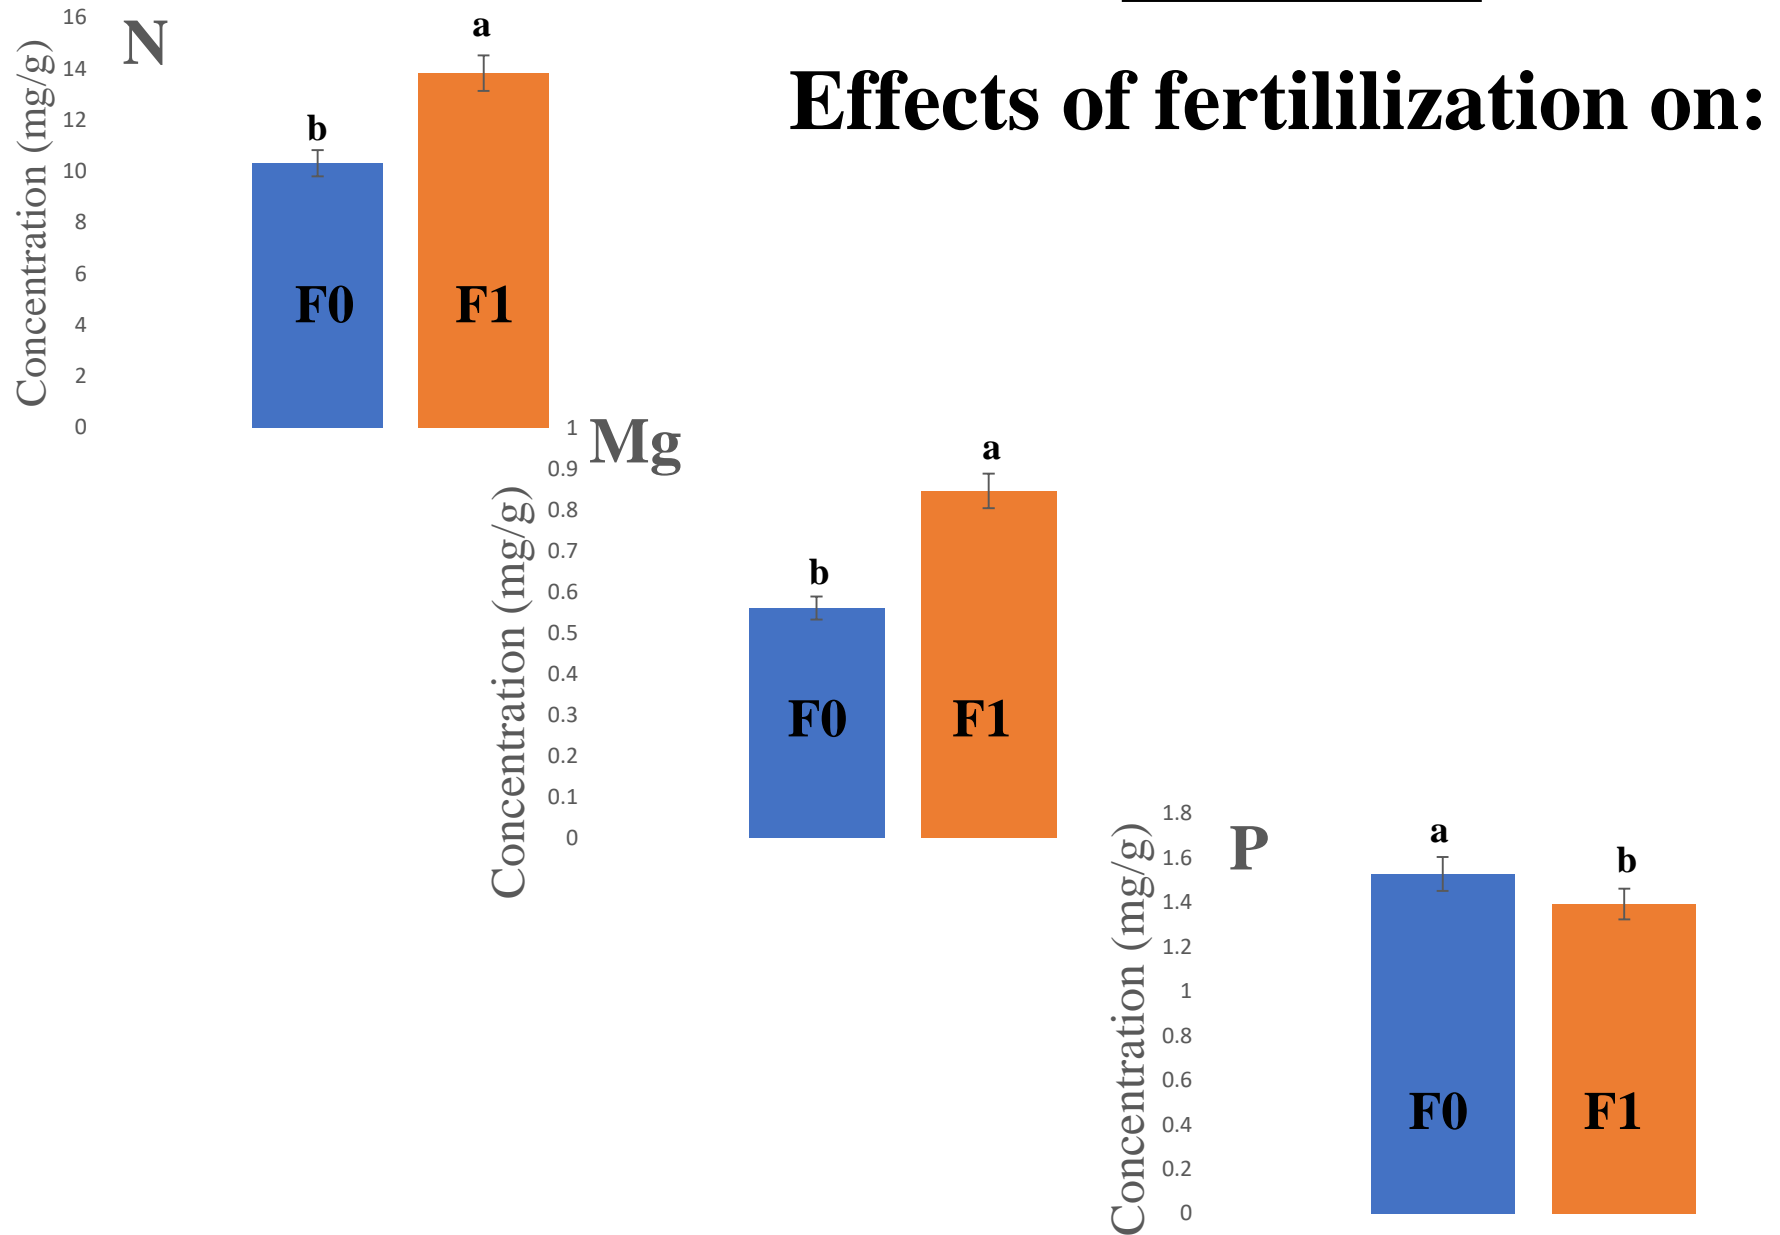 Effects of fertililization on:
N
Concentration (mg/g)
16
14
12
10
8
6
4
2
0
b
a
F0
F1
Mg
Concentration (mg/g)
1
0.9
0.8
0.7
0.6
0.5
0.4
0.3
0.2
0.1
0
b
a
F0
F1
P
Concentration (mg/g)
1.8
1.6
1.4
1.2
1
0.8
0.6
0.4
0.2
0
a
b
F0
F1